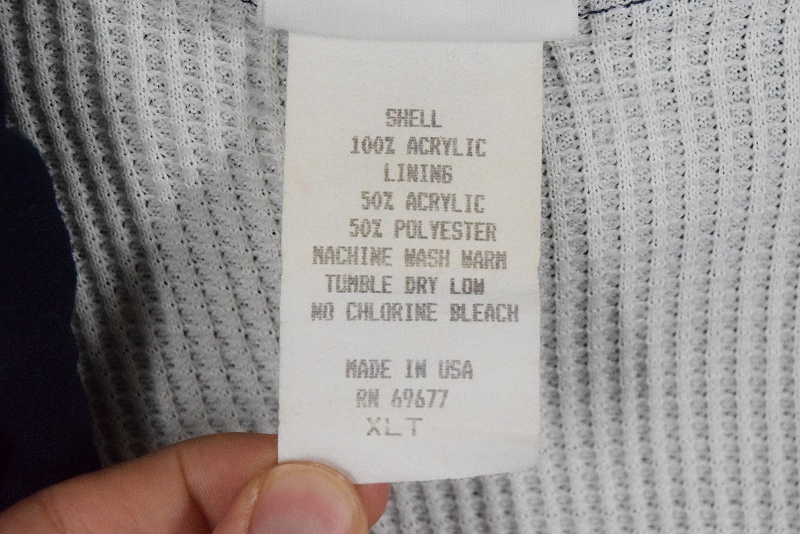 SHELL
100% ACRYLIC
LINING
50% ACRYLIC
50% POLYESTER
MACHINE WASH WARM
TUMBLE DRY LOW
NO CHLORINE BLEACH
MADE IN USA
RN 69677
XLT